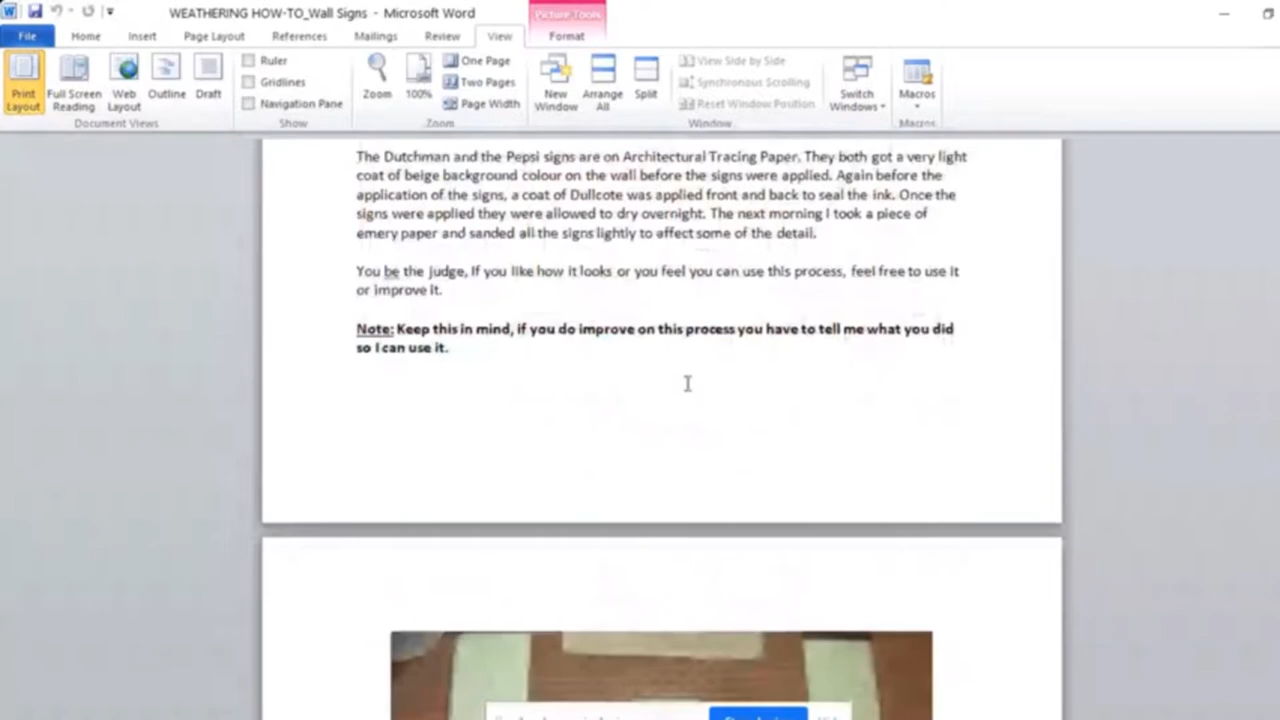 WEATHERING HOW-TO_Wall Signs - Microsoft Word
Picture Tools
File Home Insert Page Layout References Mailings Review View Format
Print Layout
Full Screen Reading
Web Layout
Outline
Draft
Document Views
Ruler
Gridlines
Navigation Pane
Show
Zoom
100%
One Page
Two Pages
Page Width
Zoom
New Window
Arrange All
Split
View Side by Side
Synchronous Scrolling
Reset Window Position
Window
Switch Windows
Macros
Macros
The Dutchman and the Pepsi signs are on Architectural Tracing Paper. They both got a very light
coat of beige background colour on the wall before the signs were applied. Again before the
application of the signs, a coat of Dullcote was applied front and back to seal the ink. Once the
signs were applied they were allowed to dry overnight. The next morning I took a piece of
emery paper and sanded all the signs lightly to affect some of the detail.
You be the judge, If you like how it looks or you feel you can use this process, feel free to use it
or improve it.
Note: Keep this in mind, if you do improve on this process you have to tell me what you did
so I can use it.